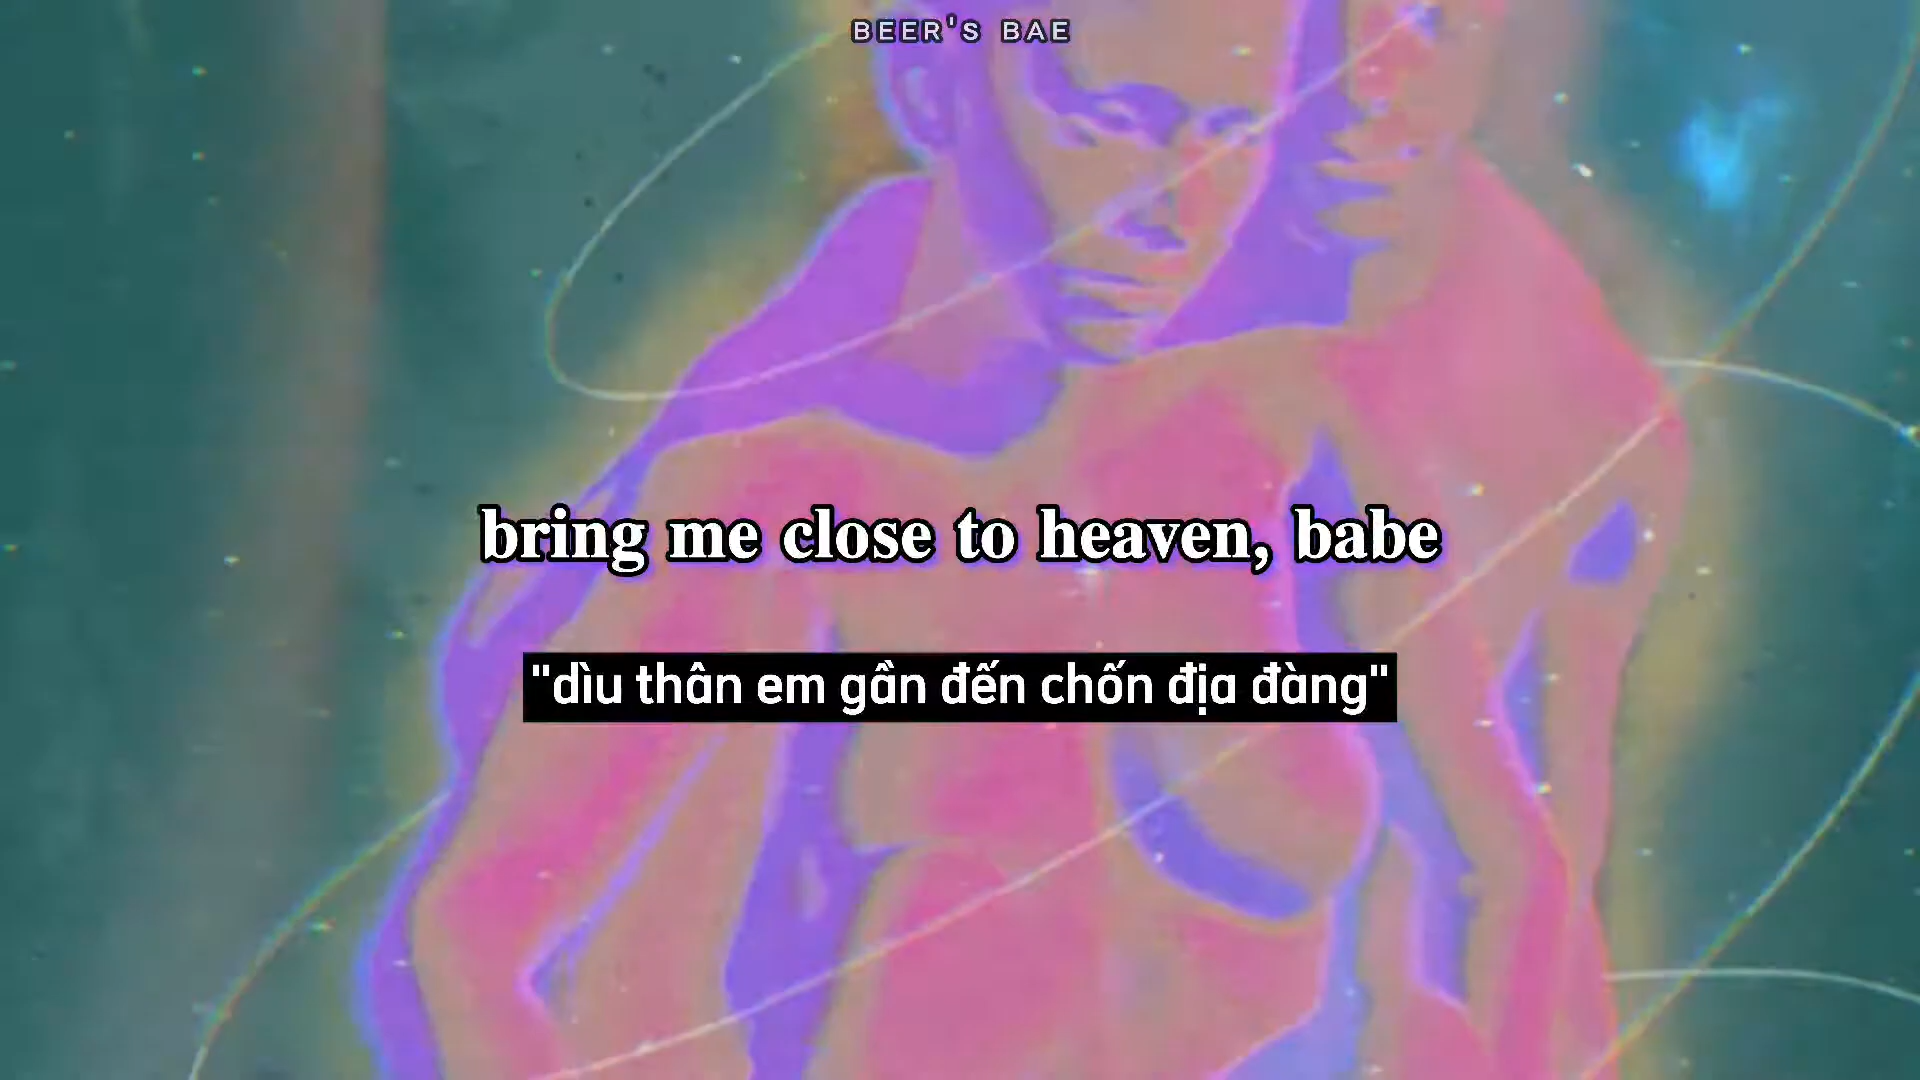 BEER's BAE
bring me close to heaven, babe
"dìu thân em gần đến chốn địa đàng"